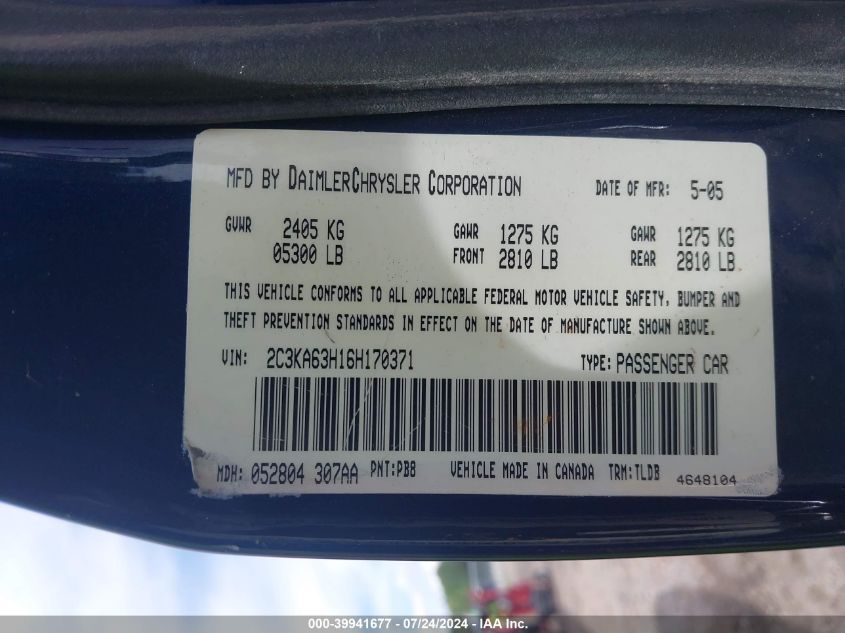 MFD BY DAIMLERCHRYSLER CORPORATION DATE OF MFR: 5-05
GVWR 2405 KG GAWR 1275 KG GAWR 1275 KG
05300 LB FRONT 2810 LB REAR 2810 LB
THIS VEHICLE CONFORMS TO ALL APPLICABLE FEDERAL MOTOR VEHICLE SAFETY, BUMPER AND
THEFT PREVENTION STANDARDS IN EFFECT ON THE DATE OF MANUFACTURE SHOWN ABOVE.
VIN: 2C3KA63H16H170371 TYPE: PASSENGER CAR
MDH: 052804 307AA PNT:PB8 VEHICLE MADE IN CANADA TRM:TLDB 4648104
000-39941677 - 07/24/2024 - IAA, Inc.